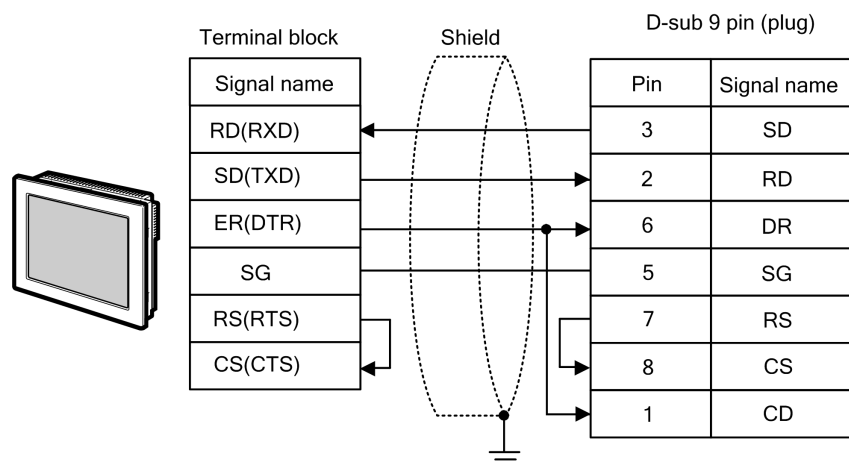 D-sub 9 pin (plug)
Terminal block Shield
Signal name Pin Signal name
RD(RXD) 3 SD
SD(TXD) 2 RD
ER(DTR) 6 DR
SG 5 SG
RS(RTS) 7 RS
CS(CTS) 8 CS
1 CD